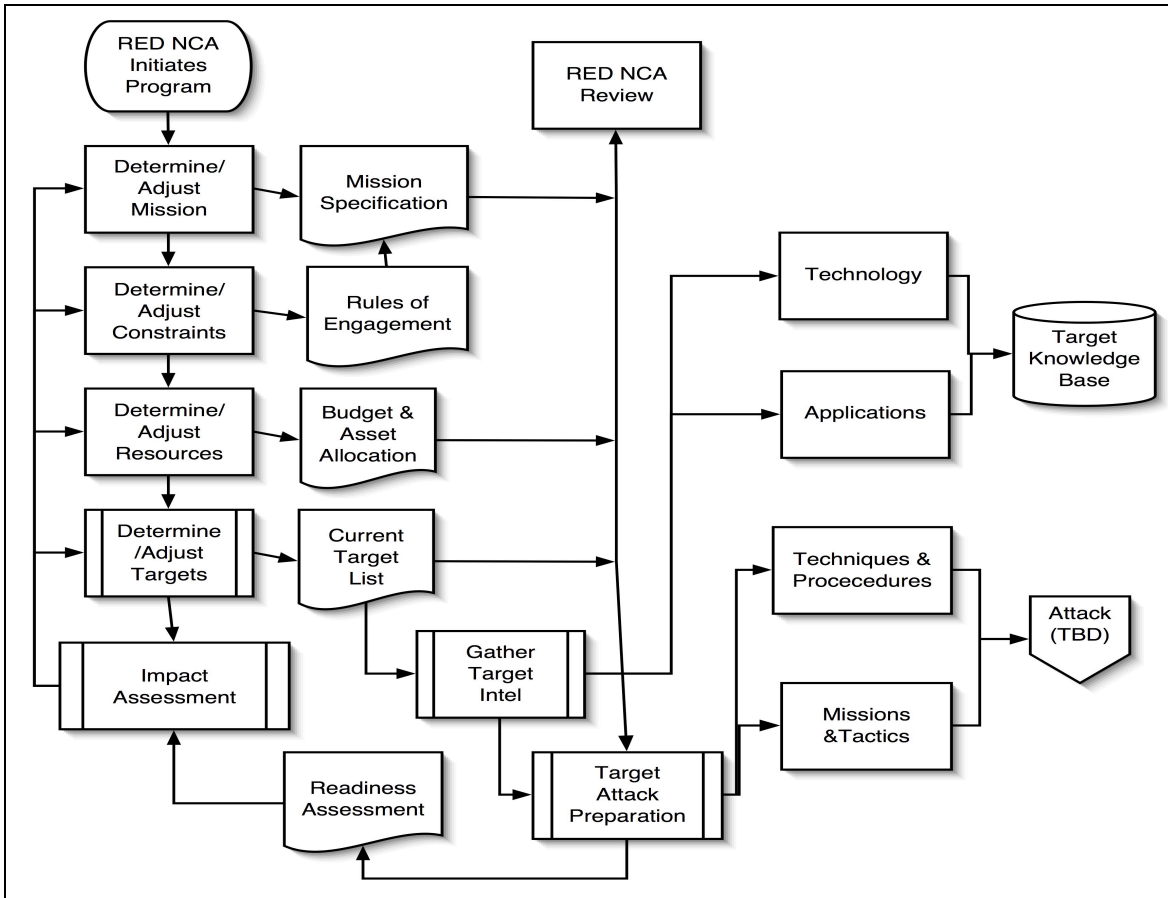 RED NCA
Initiates
Program
RED NCA
Review
Determine/
Adjust
Mission
Mission
Specification
Determine/
Adjust
Constraints
Rules of
Engagement
Technology
Target
Knowledge
Base
Determine/
Adjust
Resources
Budget &
Asset
Allocation
Applications
Determine
/Adjust
Targets
Current
Target
List
Techniques &
Prococedures
Attack
(TBD)
Impact
Assessment
Gather
Target
Intel
Missions
&Tactics
Readiness
Assessment
Target
Attack
Preparation